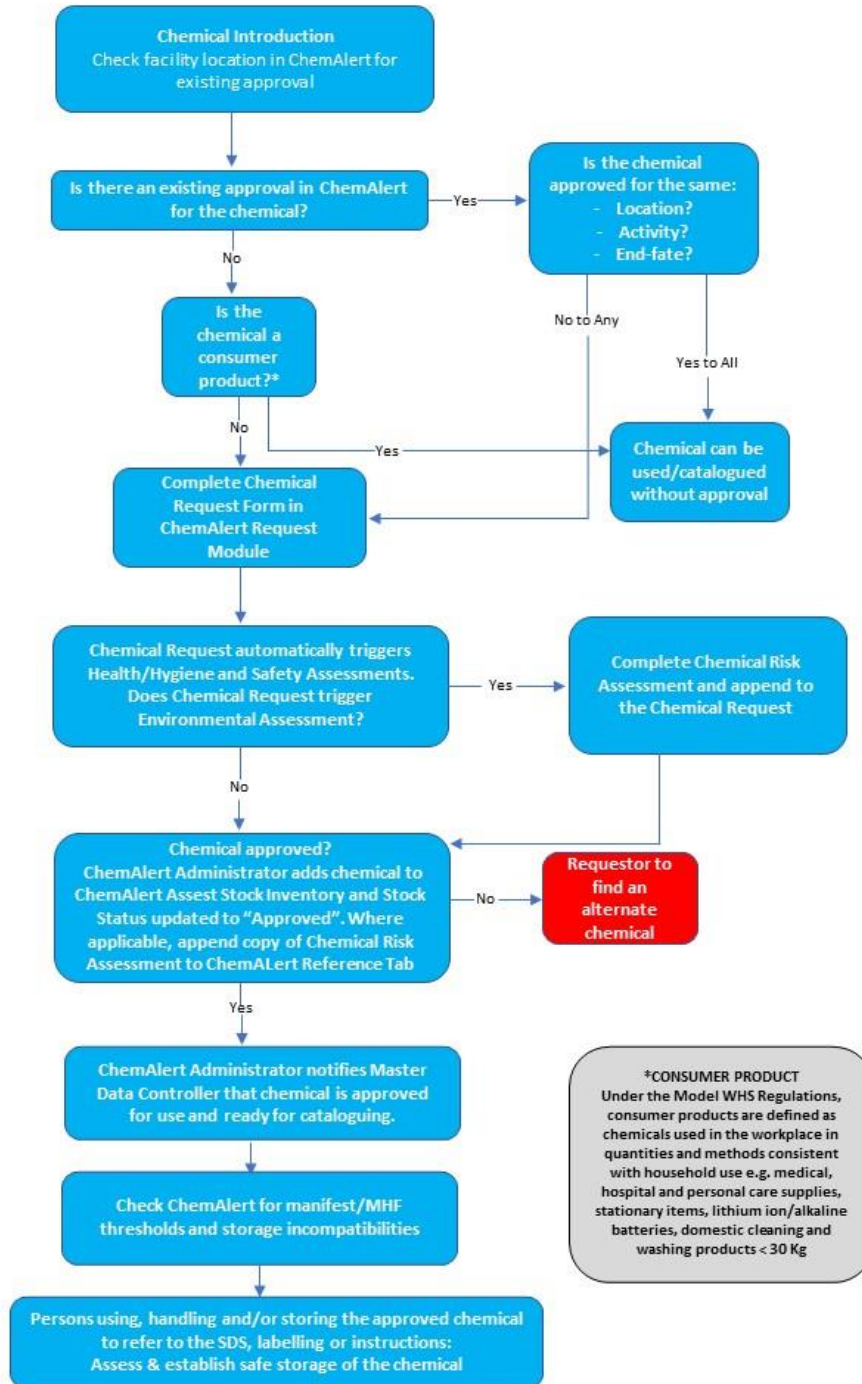 Chemical Introduction
Check facility location in ChemAlert for
existing approval
Is there an existing approval in ChemAlert
for the chemical?
Yes
Is the chemical
approved for the same:
- Location?
- Activity?
- End-fate?
No
Is the
chemical a
consumer
product?*
No to Any
Yes to All
No
Yes
Chemical can be
used/catalogued
without approval
Complete Chemical
Request Form in
ChemAlert Request
Module
Chemical Request automatically triggers
Health/Hygiene and Safety Assessments.
Does Chemical Request trigger
Environmental Assessment?
Yes
Complete Chemical Risk
Assessment and append to
the Chemical Request
No
Chemical approved?
ChemAlert Administrator adds chemical to
ChemAlert Assest Stock Inventory and Stock
Status updated to “Approved”. Where
applicable, append copy of Chemical Risk
Assessment to ChemALert Reference Tab
No
Requestor to
find an
alternate
chemical
Yes
ChemAlert Administrator notifies Master
Data Controller that chemical is approved
for use and ready for cataloguing.
Check ChemAlert for manifest/MHF
thresholds and storage incompatibilities
Persons using, handling and/or storing the approved chemical
to refer to the SDS, labelling or instructions:
Assess & establish safe storage of the chemical
*CONSUMER PRODUCT
Under the Model WHS Regulations,
consumer products are defined as
chemicals used in the workplace in
quantities and methods consistent
with household use e.g. medical,
hospital and personal care supplies,
stationary items, lithium ion/alkaline
batteries, domestic cleaning and
washing products < 30 Kg